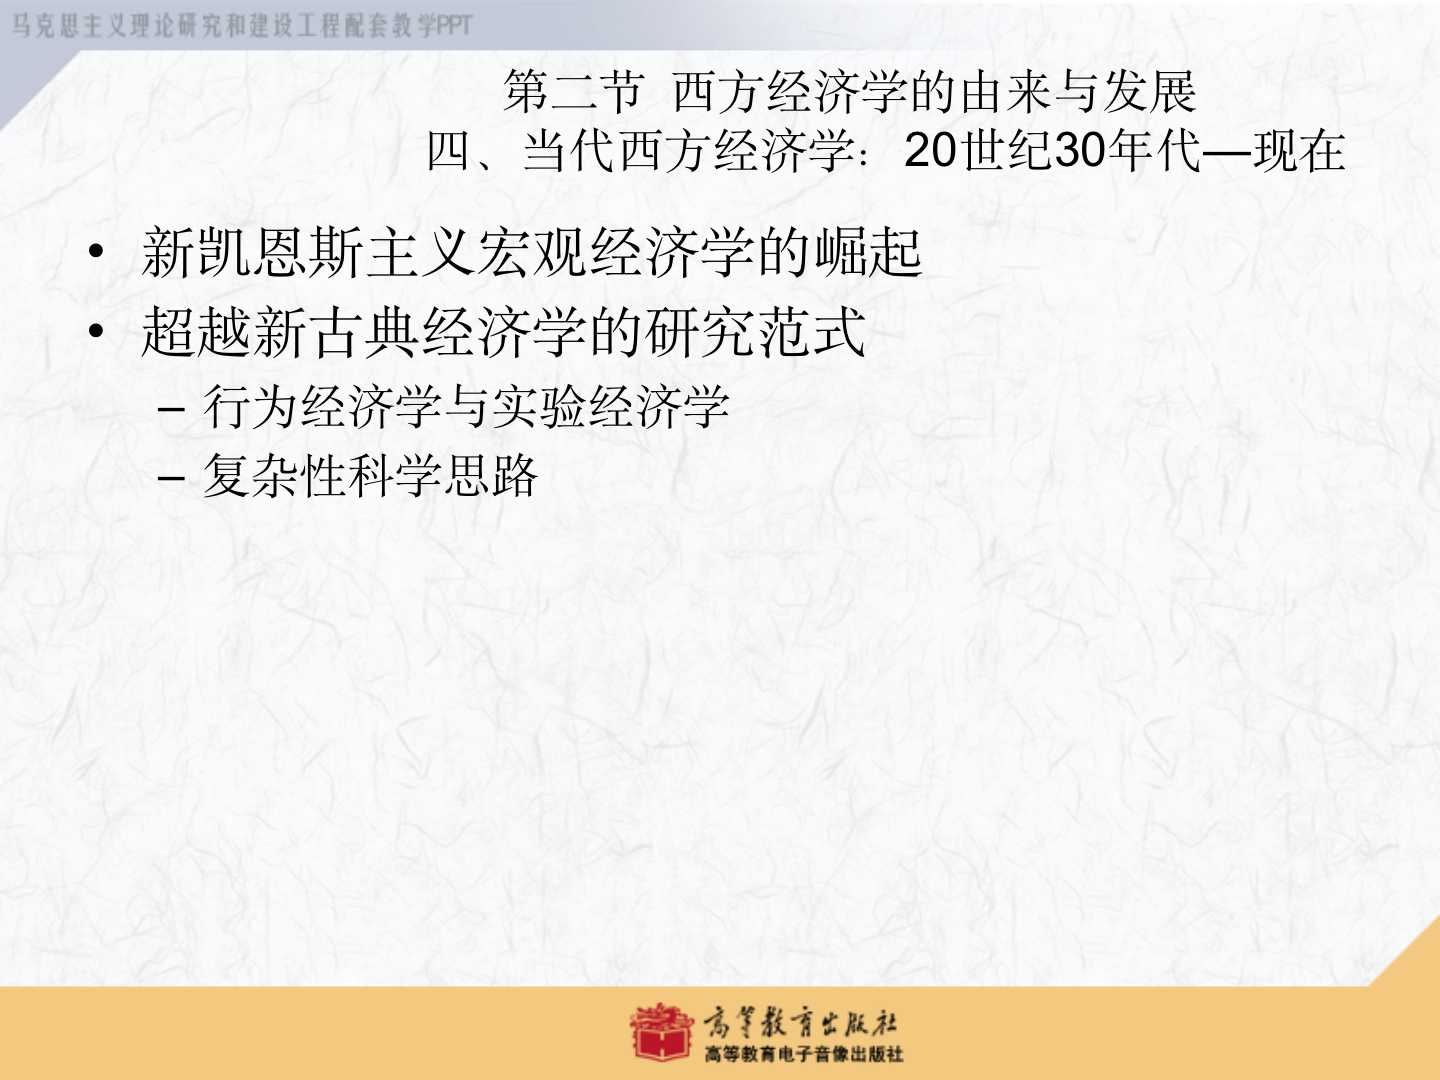 马克思主义理论研究和建设工程配套教学PPT
第二节 西方经济学的由来与发展
四、当代西方经济学：20世纪30年代—现在
• 新凯恩斯主义宏观经济学的崛起
• 超越新古典经济学的研究范式
– 行为经济学与实验经济学
– 复杂性科学思路
高等教育出版社
高等教育电子音像出版社